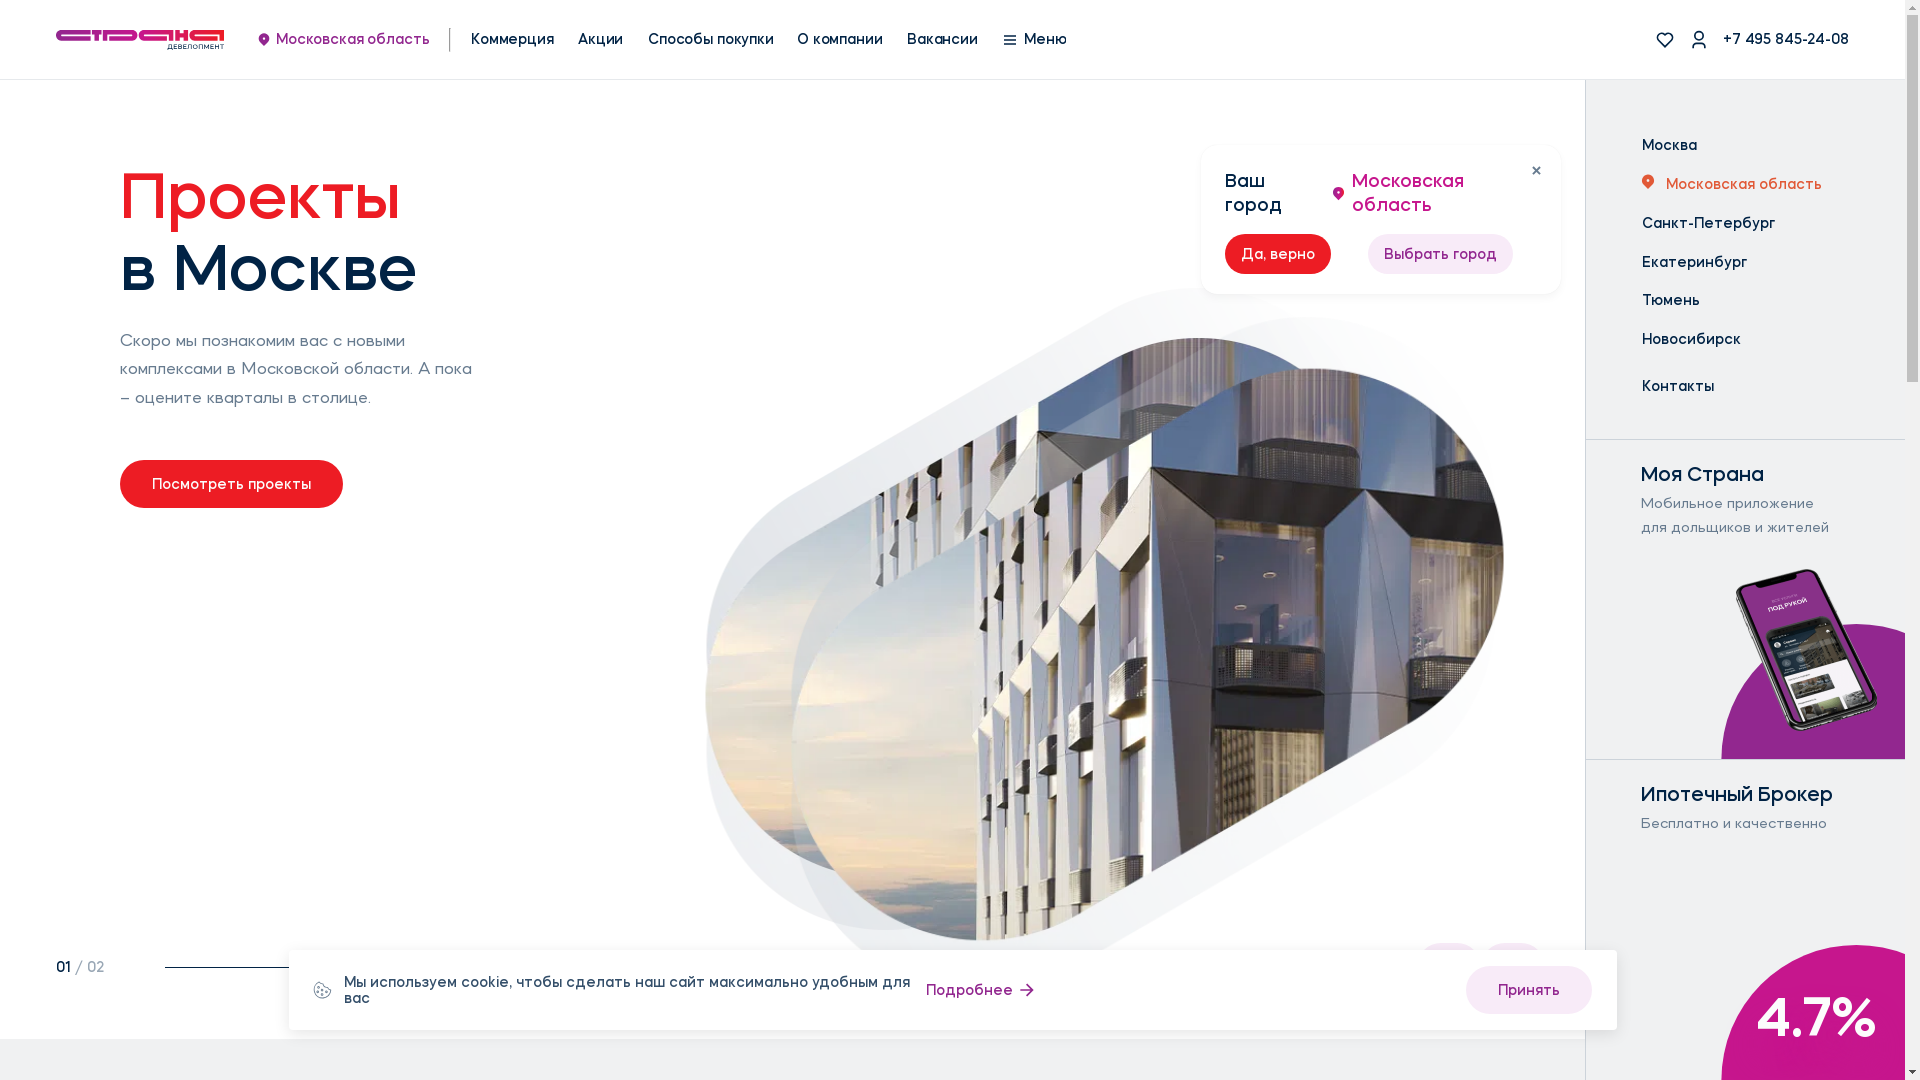 страна
ДЕВЕЛОПМЕНТ
Московская область
Коммерция
Акции
Способы покупки
О компании
Вакансии
Меню
+7 495 845-24-08
Проекты
в Москве
Скоро мы познакомим вас с новыми
комплексами в Московской области. А пока
– оцените кварталы в столице.
Посмотреть проекты
Ваш
город
Московская
область
Да, верно
Выбрать город
Москва
Московская область
Санкт-Петербург
Екатеринбург
Тюмень
Новосибирск
Контакты
Моя Страна
Мобильное приложение
для дольщиков и жителей
ПОД РУКОЙ
Ипотечный Брокер
Бесплатно и качественно
4.7%
01 / 02
Мы используем cookie, чтобы сделать наш сайт максимально удобным для
вас
Подробнее
Принять